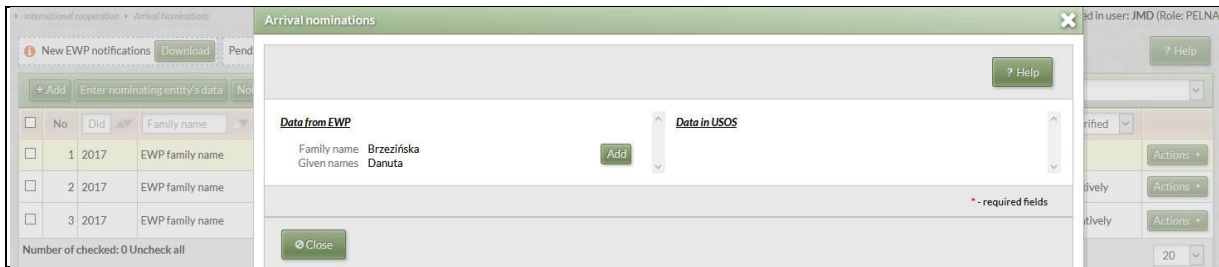 International cooperation Arrival Nominations
Arrival nominations
ed in user: JMD (Role: PELNA
New EWP notifications Download Pend
? Help
? Help
+ Add Enter nominating entity's data Not
No Did Family name
rified
Data from EWP
Data in USOS
Family name Brzezińska
Given names Danuta
Add
1 2017 EWP family name
Actions
2 2017 EWP family name
tively Actions
3 2017 EWP family name
tively Actions
* - required fields
Number of checked: 0 Uncheck all
Close
20